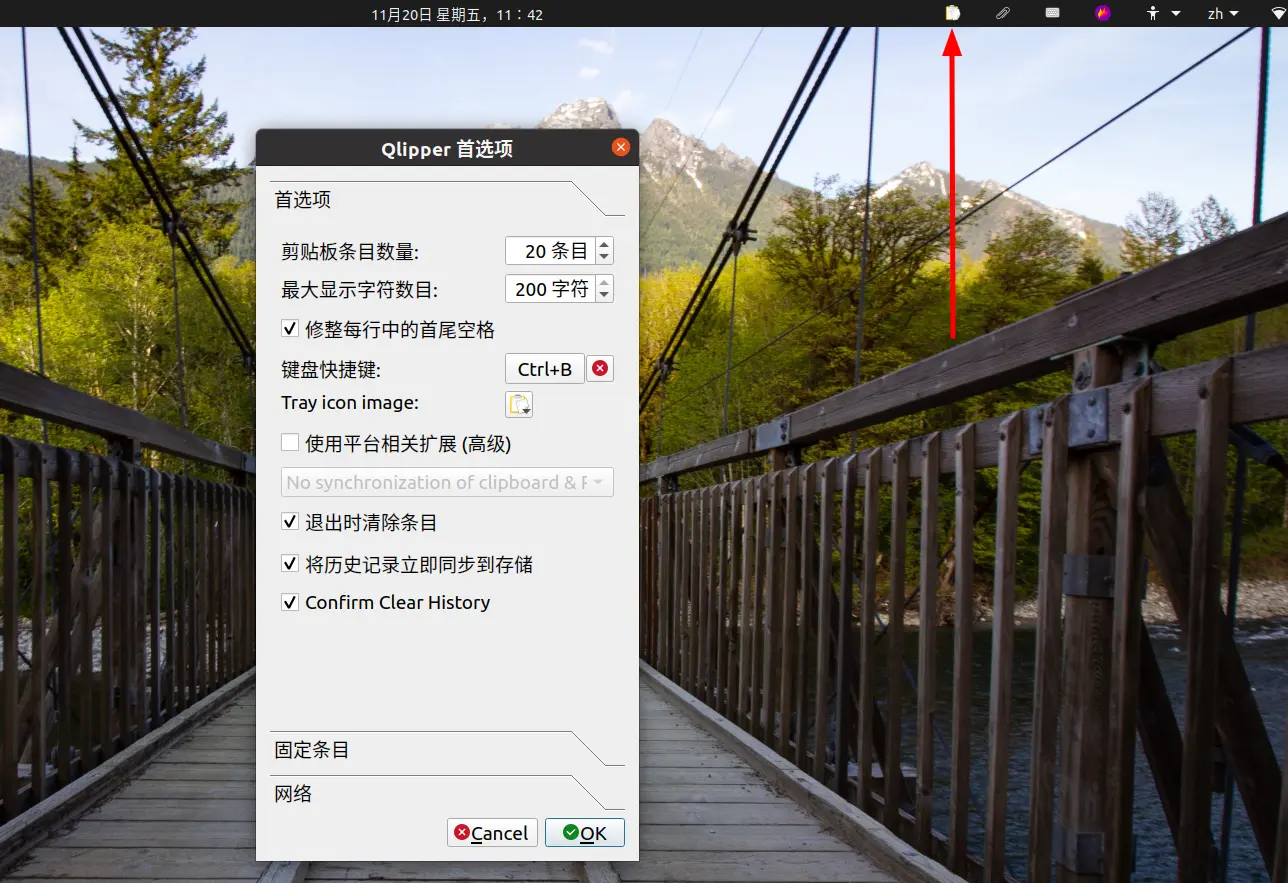 11月20日 星期五，11：42
zh
Qlipper 首选项
首选项
剪贴板条目数量:
20 条目
最大显示字符数目:
200 字符
修整每行中的首尾空格
键盘快捷键:
Ctrl+B
Tray icon image:
使用平台相关扩展 (高级)
No synchronization of clipboard &
退出时清除条目
将历史记录立即同步到存储
Confirm Clear History
固定条目
网络
Cancel
OK